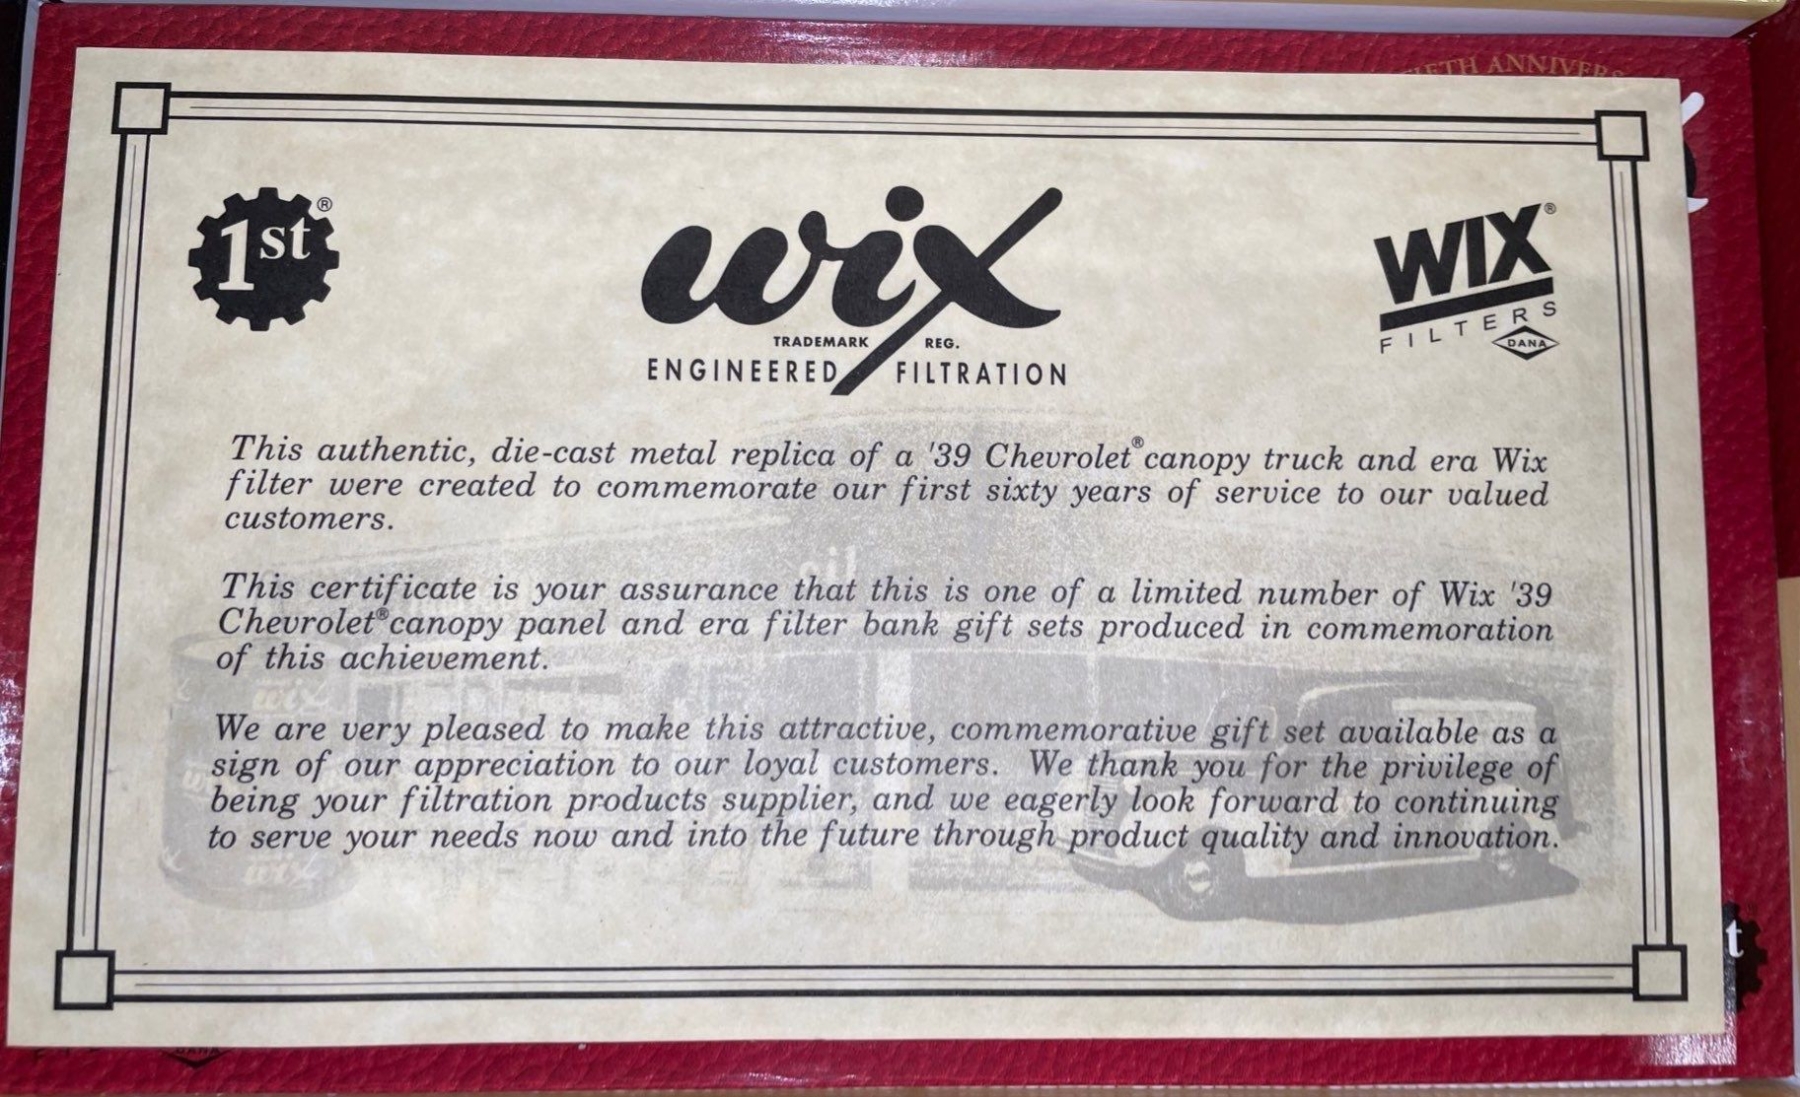 TIETH ANNIVERS
1st®
wix
TRADEMARK REG.
ENGINEERED FILTRATION
WIX®
FILTERS
DANA
This authentic, die-cast metal replica of a '39 Chevrolet® canopy truck and era Wix
filter were created to commemorate our first sixty years of service to our valued
customers.
This certificate is your assurance that this is one of a limited number of Wix '39
Chevrolet® canopy panel and era filter bank gift sets produced in commemoration
of this achievement.
We are very pleased to make this attractive, commemorative gift set available as a
sign of our appreciation to our loyal customers. We thank you for the privilege of
being your filtration products supplier, and we eagerly look forward to continuing
to serve your needs now and into the future through product quality and innovation.
wix
wix
t
DANA